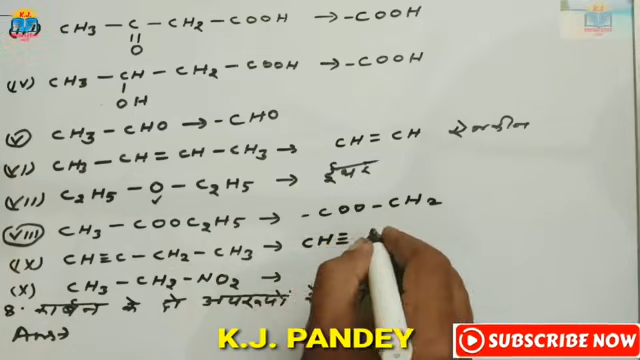 K.J.
K.J.
CH3 — C — CH2 — COOH → -COOH
||
O
(iv) CH3 — CH — CH2 — COOH → -COOH
|
OH
(v) CH3 — CHO → -CHO
(vi) CH3 — CH = CH — CH3 → CH = CH एल्कीन
(vii) C2H5 — O — C2H5 → ईथर
(viii) CH3 — COOC2H5 → -COO-CH2
(ix) CH≡C — CH2 — CH3 → CH≡
(x) CH3 — CH2 — NO2 →
8. कार्बन के दो अपररूपों के
Ans→
K.J. PANDEY
SUBSCRIBE NOW